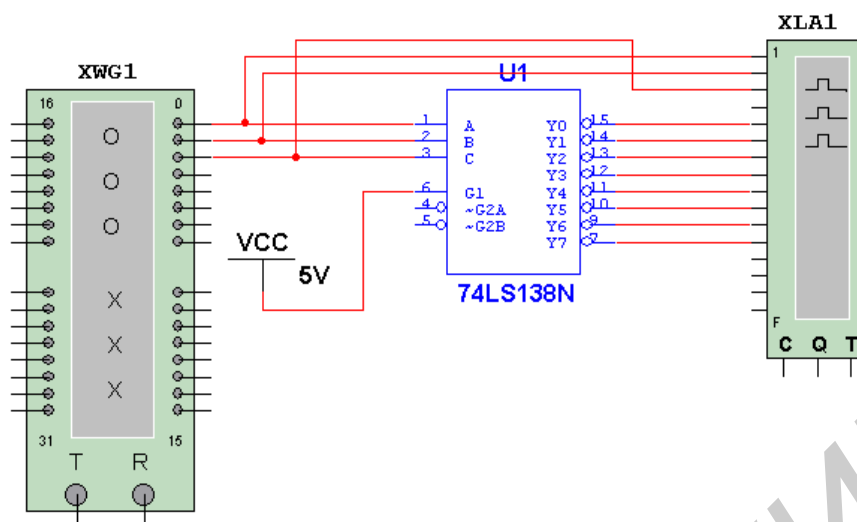 XWG1
16 0
O
O
O
X
X
X
31 15
T R
VCC
5V
U1
1 A Y0 15
2 B Y1 14
3 C Y2 13
Y3 12
6 G1 Y4 11
4 ~G2A Y5 10
5 ~G2B Y6 9
Y7 7
74LS138N
XLA1
1
F
C Q T